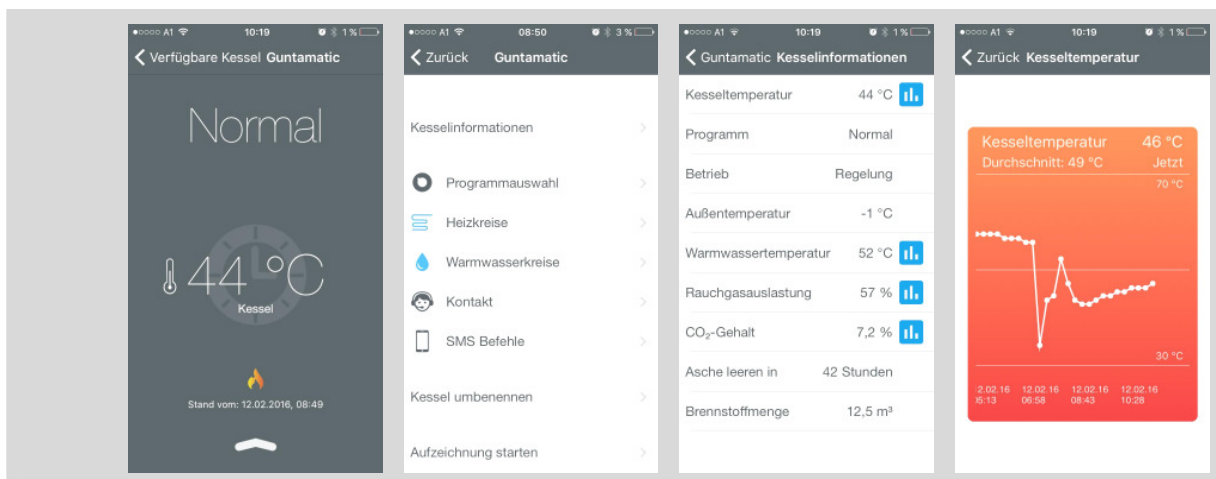 A1 10:19 1 %
Verfügbare Kessel Guntamatic
Normal
44 °C
Kessel
Stand vom: 12.02.2016, 08:49
A1 08:50 3 %
Zurück Guntamatic
Kesselinformationen
Programmauswahl
Heizkreise
Warmwasserkreise
Kontakt
SMS Befehle
Kessel umbenennen
Aufzeichnung starten
A1 10:19 1 %
Guntamatic Kesselinformationen
Kesseltemperatur 44 °C
Programm Normal
Betrieb Regelung
Außentemperatur -1 °C
Warmwassertemperatur 52 °C
Rauchgasauslastung 57 %
CO₂-Gehalt 7,2 %
Asche leeren in 42 Stunden
Brennstoffmenge 12,5 m³
A1 10:19 1 %
Zurück Kesseltemperatur
Kesseltemperatur 46 °C
Durchschnitt: 49 °C Jetzt
70 °C
30 °C
2.02.16 12.02.16 12.02.16 12.02.16
06:58 08:43 10:28